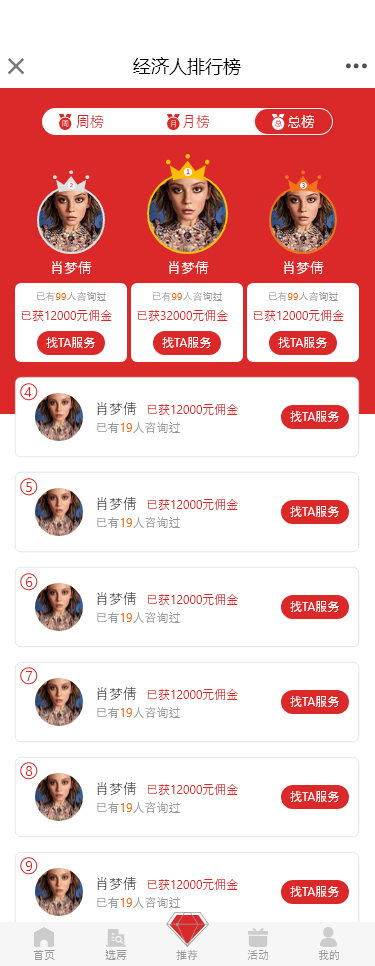 经济人排行榜
周 周榜
月 月榜
总 总榜
2
1
3
肖梦倩
肖梦倩
肖梦倩
已有99人咨询过
已有99人咨询过
已有99人咨询过
已获12000元佣金
已获32000元佣金
已获12000元佣金
找TA服务
找TA服务
找TA服务
④
肖梦倩 已获12000元佣金
已有19人咨询过
找TA服务
⑤
肖梦倩 已获12000元佣金
已有19人咨询过
找TA服务
⑥
肖梦倩 已获12000元佣金
已有19人咨询过
找TA服务
⑦
肖梦倩 已获12000元佣金
已有19人咨询过
找TA服务
⑧
肖梦倩 已获12000元佣金
已有19人咨询过
找TA服务
⑨
肖梦倩 已获12000元佣金
已有19人咨询过
找TA服务
首页
选房
推荐
活动
我的